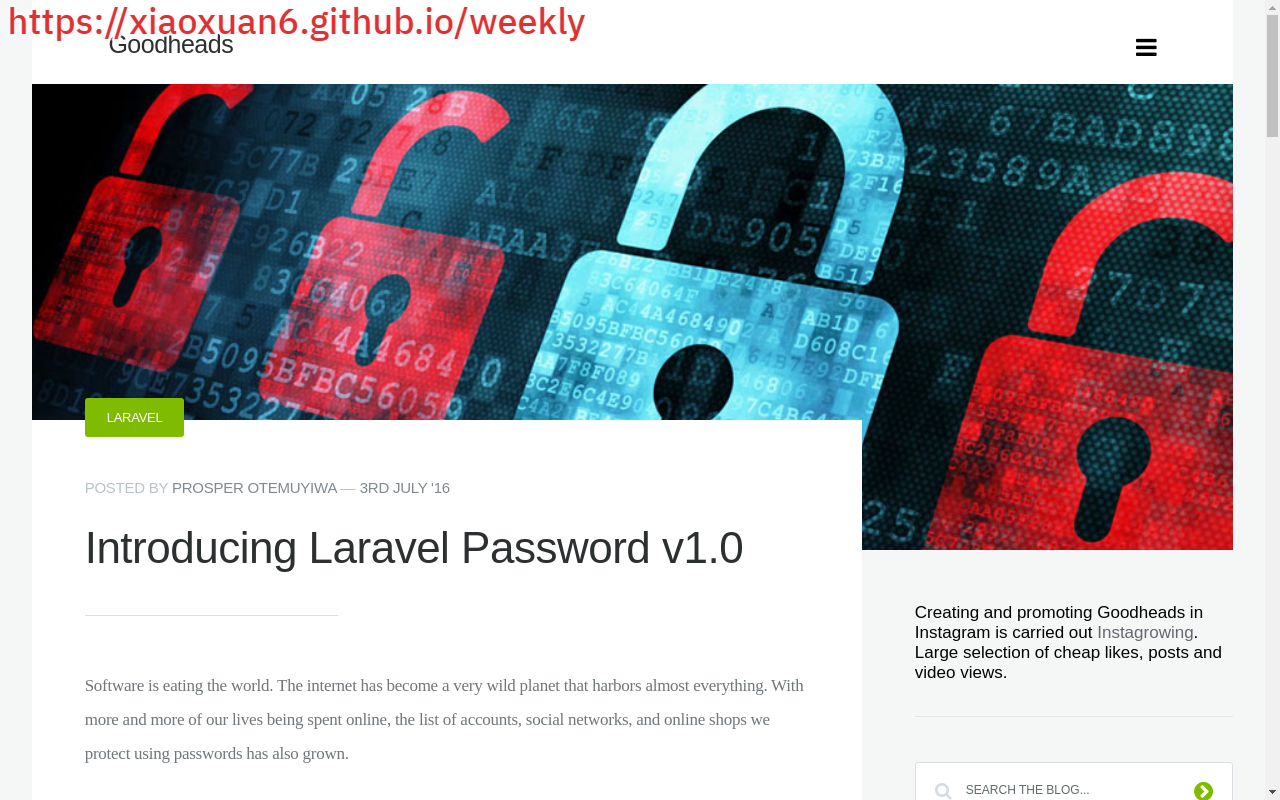 https://xiaoxuan6.github.io/weekly
Goodheads
LARAVEL
POSTED BY PROSPER OTEMUYIWA — 3RD JULY '16
Introducing Laravel Password v1.0
Software is eating the world. The internet has become a very wild planet that harbors almost everything. With
more and more of our lives being spent online, the list of accounts, social networks, and online shops we
protect using passwords has also grown.
Creating and promoting Goodheads in
Instagram is carried out Instagrowing.
Large selection of cheap likes, posts and
video views.
SEARCH THE BLOG...